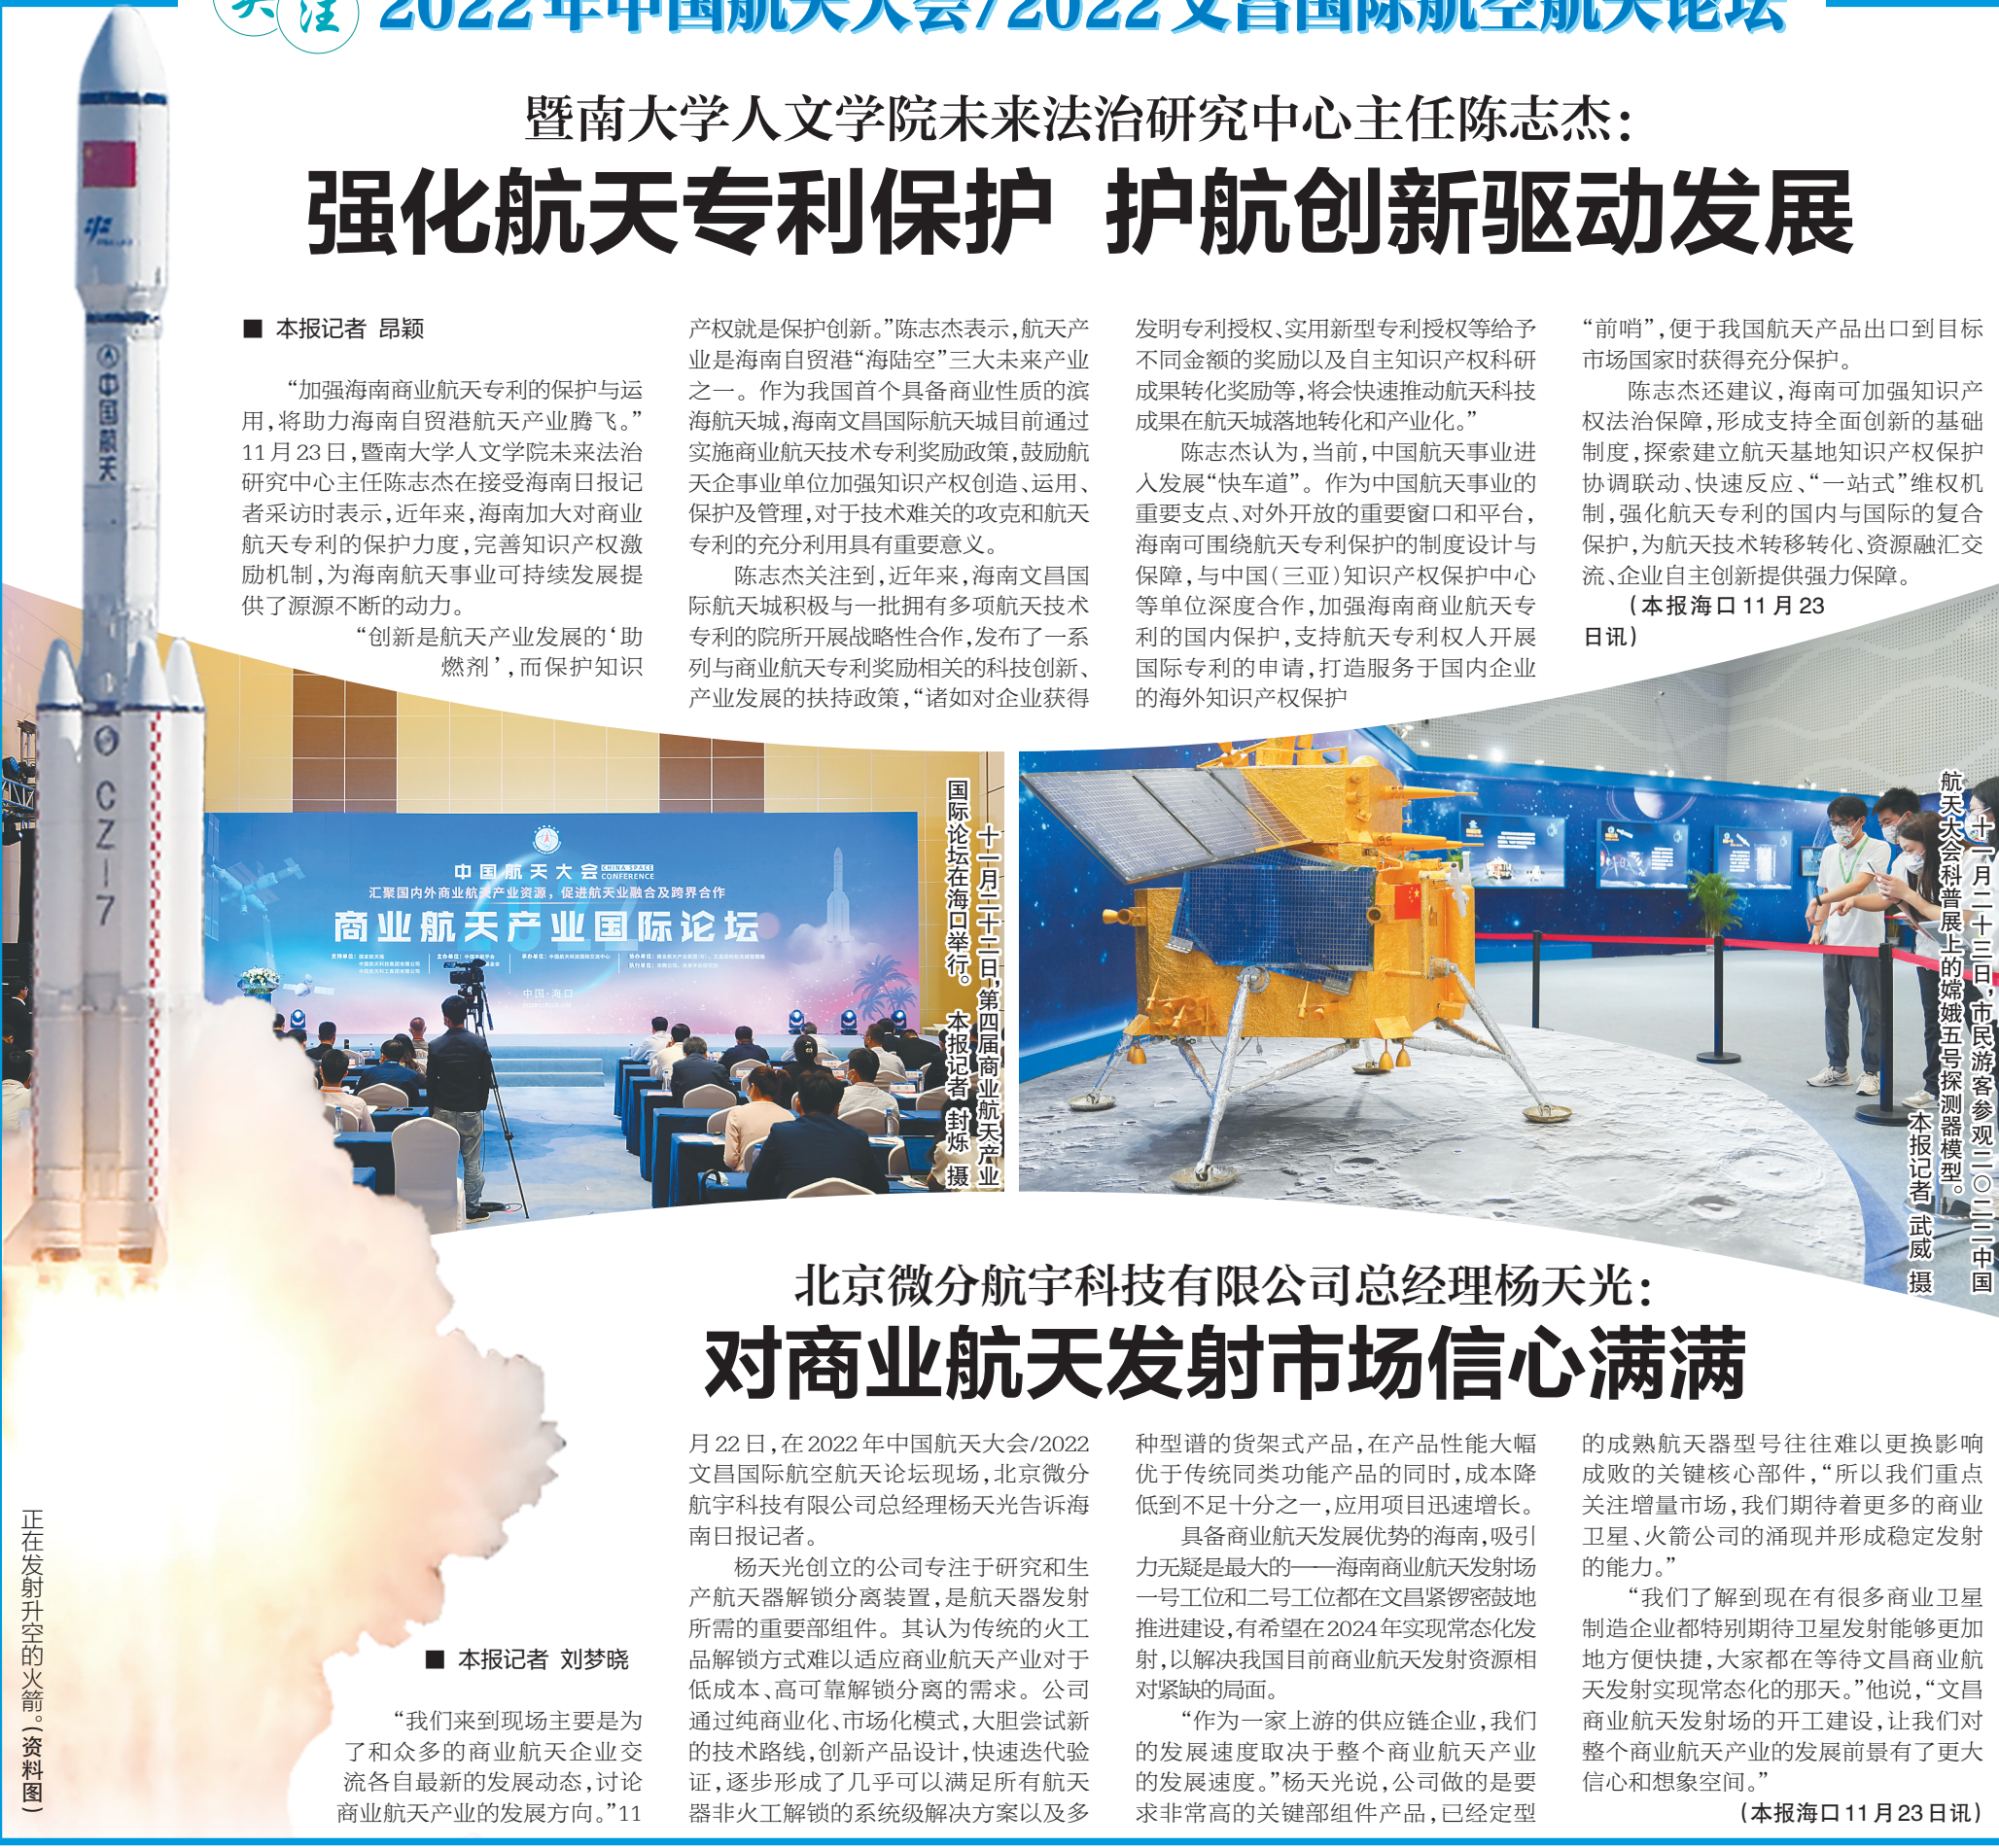 关注
2022年中国航天大会/2022文昌国际航空航天论坛
暨南大学人文学院未来法治研究中心主任陈志杰：
强化航天专利保护 护航创新驱动发展
■ 本报记者 昂颖
“加强海南商业航天专利的保护与运
用，将助力海南自贸港航天产业腾飞。”
11月23日，暨南大学人文学院未来法治
研究中心主任陈志杰在接受海南日报记
者采访时表示，近年来，海南加大对商业
航天专利的保护力度，完善知识产权激
励机制，为海南航天事业可持续发展提
供了源源不断的动力。
“创新是航天产业发展的‘助
燃剂’，而保护知识
产权就是保护创新。”陈志杰表示，航天产
业是海南自贸港“海陆空”三大未来产业
之一。作为我国首个具备商业性质的滨
海航天城，海南文昌国际航天城目前通过
实施商业航天技术专利奖励政策，鼓励航
天企事业单位加强知识产权创造、运用、
保护及管理，对于技术难关的攻克和航天
专利的充分利用具有重要意义。
陈志杰关注到，近年来，海南文昌国
际航天城积极与一批拥有多项航天技术
专利的院所开展战略性合作，发布了一系
列与商业航天专利奖励相关的科技创新、
产业发展的扶持政策，“诸如对企业获得
发明专利授权、实用新型专利授权等给予
不同金额的奖励以及自主知识产权科研
成果转化奖励等，将会快速推动航天科技
成果在航天城落地转化和产业化。”
陈志杰认为，当前，中国航天事业进
入发展“快车道”。作为中国航天事业的
重要支点、对外开放的重要窗口和平台，
海南可围绕航天专利保护的制度设计与
保障，与中国（三亚）知识产权保护中心
等单位深度合作，加强海南商业航天专
利的国内保护，支持航天专利权人开展
国际专利的申请，打造服务于国内企业
的海外知识产权保护
“前哨”，便于我国航天产品出口到目标
市场国家时获得充分保护。
陈志杰还建议，海南可加强知识产
权法治保障，形成支持全面创新的基础
制度，探索建立航天基地知识产权保护
协调联动、快速反应、“一站式”维权机
制，强化航天专利的国内与国际的复合
保护，为航天技术转移转化、资源融汇交
流、企业自主创新提供强力保障。
（本报海口11月23
日讯）
中国航天
CZ-7
中国航天大会 CHINA SPACE
CONFERENCE
汇聚国内外商业航天产业资源，促进航天业融合及跨界合作
商业航天产业国际论坛
中国·海口
十一月二十二日，第四届商业航天产业
国际论坛在海口举行。 本报记者 封烁 摄
十一月二十三日，市民游客参观二〇二二中国
航天大会科普展上的嫦娥五号探测器模型。
本报记者 武威 摄
正在发射升空的火箭。（资料图）
北京微分航宇科技有限公司总经理杨天光：
对商业航天发射市场信心满满
■ 本报记者 刘梦晓
“我们来到现场主要是为
了和众多的商业航天企业交
流各自最新的发展动态，讨论
商业航天产业的发展方向。”11
月22日，在2022年中国航天大会/2022
文昌国际航空航天论坛现场，北京微分
航宇科技有限公司总经理杨天光告诉海
南日报记者。
杨天光创立的公司专注于研究和生
产航天器解锁分离装置，是航天器发射
所需的重要部组件。其认为传统的火工
品解锁方式难以适应商业航天产业对于
低成本、高可靠解锁分离的需求。公司
通过纯商业化、市场化模式，大胆尝试新
的技术路线，创新产品设计，快速迭代验
证，逐步形成了几乎可以满足所有航天
器非火工解锁的系统级解决方案以及多
种型谱的货架式产品，在产品性能大幅
优于传统同类功能产品的同时，成本降
低到不足十分之一，应用项目迅速增长。
具备商业航天发展优势的海南，吸引
力无疑是最大的——海南商业航天发射场
一号工位和二号工位都在文昌紧锣密鼓地
推进建设，有希望在2024年实现常态化发
射，以解决我国目前商业航天发射资源相
对紧缺的局面。
“作为一家上游的供应链企业，我们
的发展速度取决于整个商业航天产业
的发展速度。”杨天光说，公司做的是要
求非常高的关键部组件产品，已经定型
的成熟航天器型号往往难以更换影响
成败的关键核心部件，“所以我们重点
关注增量市场，我们期待着更多的商业
卫星、火箭公司的涌现并形成稳定发射
的能力。”
“我们了解到现在有很多商业卫星
制造企业都特别期待卫星发射能够更加
地方便快捷，大家都在等待文昌商业航
天发射实现常态化的那天。”他说，“文昌
商业航天发射场的开工建设，让我们对
整个商业航天产业的发展前景有了更大
信心和想象空间。”
（本报海口11月23日讯）